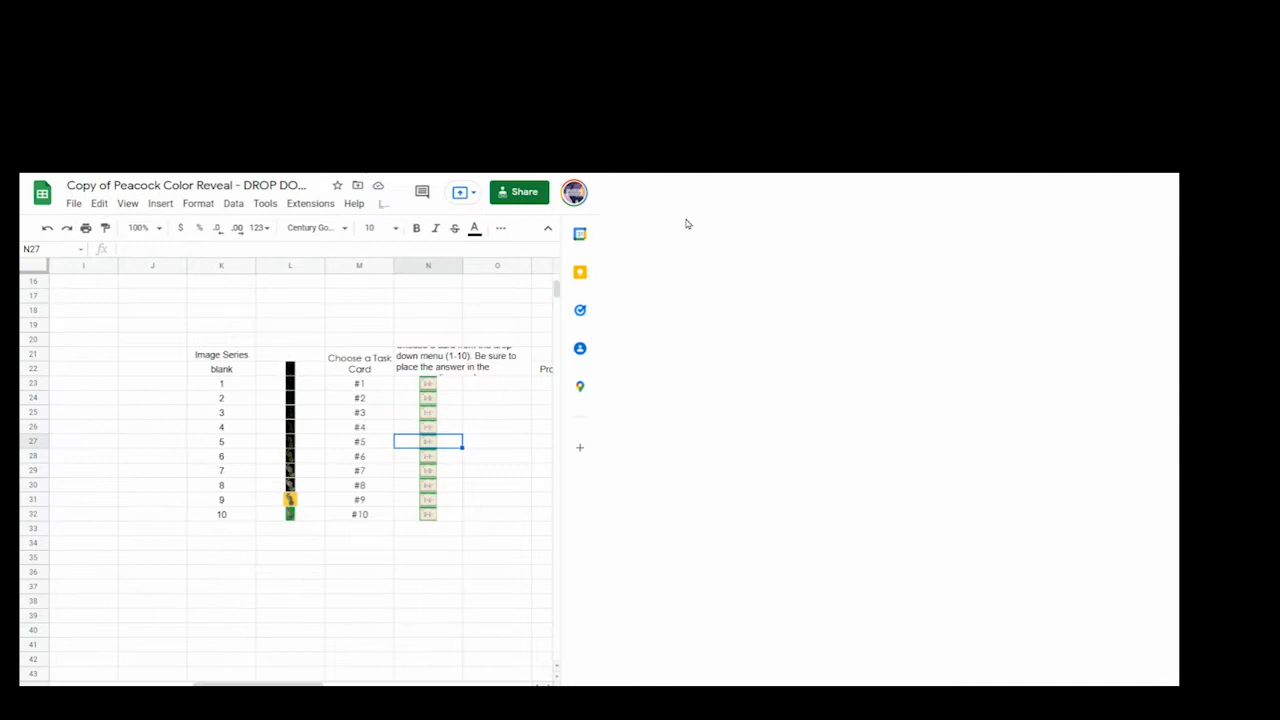 Copy of Peacock Color Reveal - DROP DO...
Share
File Edit View Insert Format Data Tools Extensions Help L...
100% $ % .0 .00 123 Century Go... 10 B I S A
N27 fx
I J K L M N O
16
17
18
19
20
21 Image Series down menu (1-10). Be sure to
Choose a Task
22 blank Card place the answer in the Pro
23 1 #1
24 2 #2
25 3 #3
26 4 #4
27 5 #5
28 6 #6
29 7 #7
30 8 #8
31 9 #9
32 10 #10
33
34
35
36
37
38
39
40
41
42
43